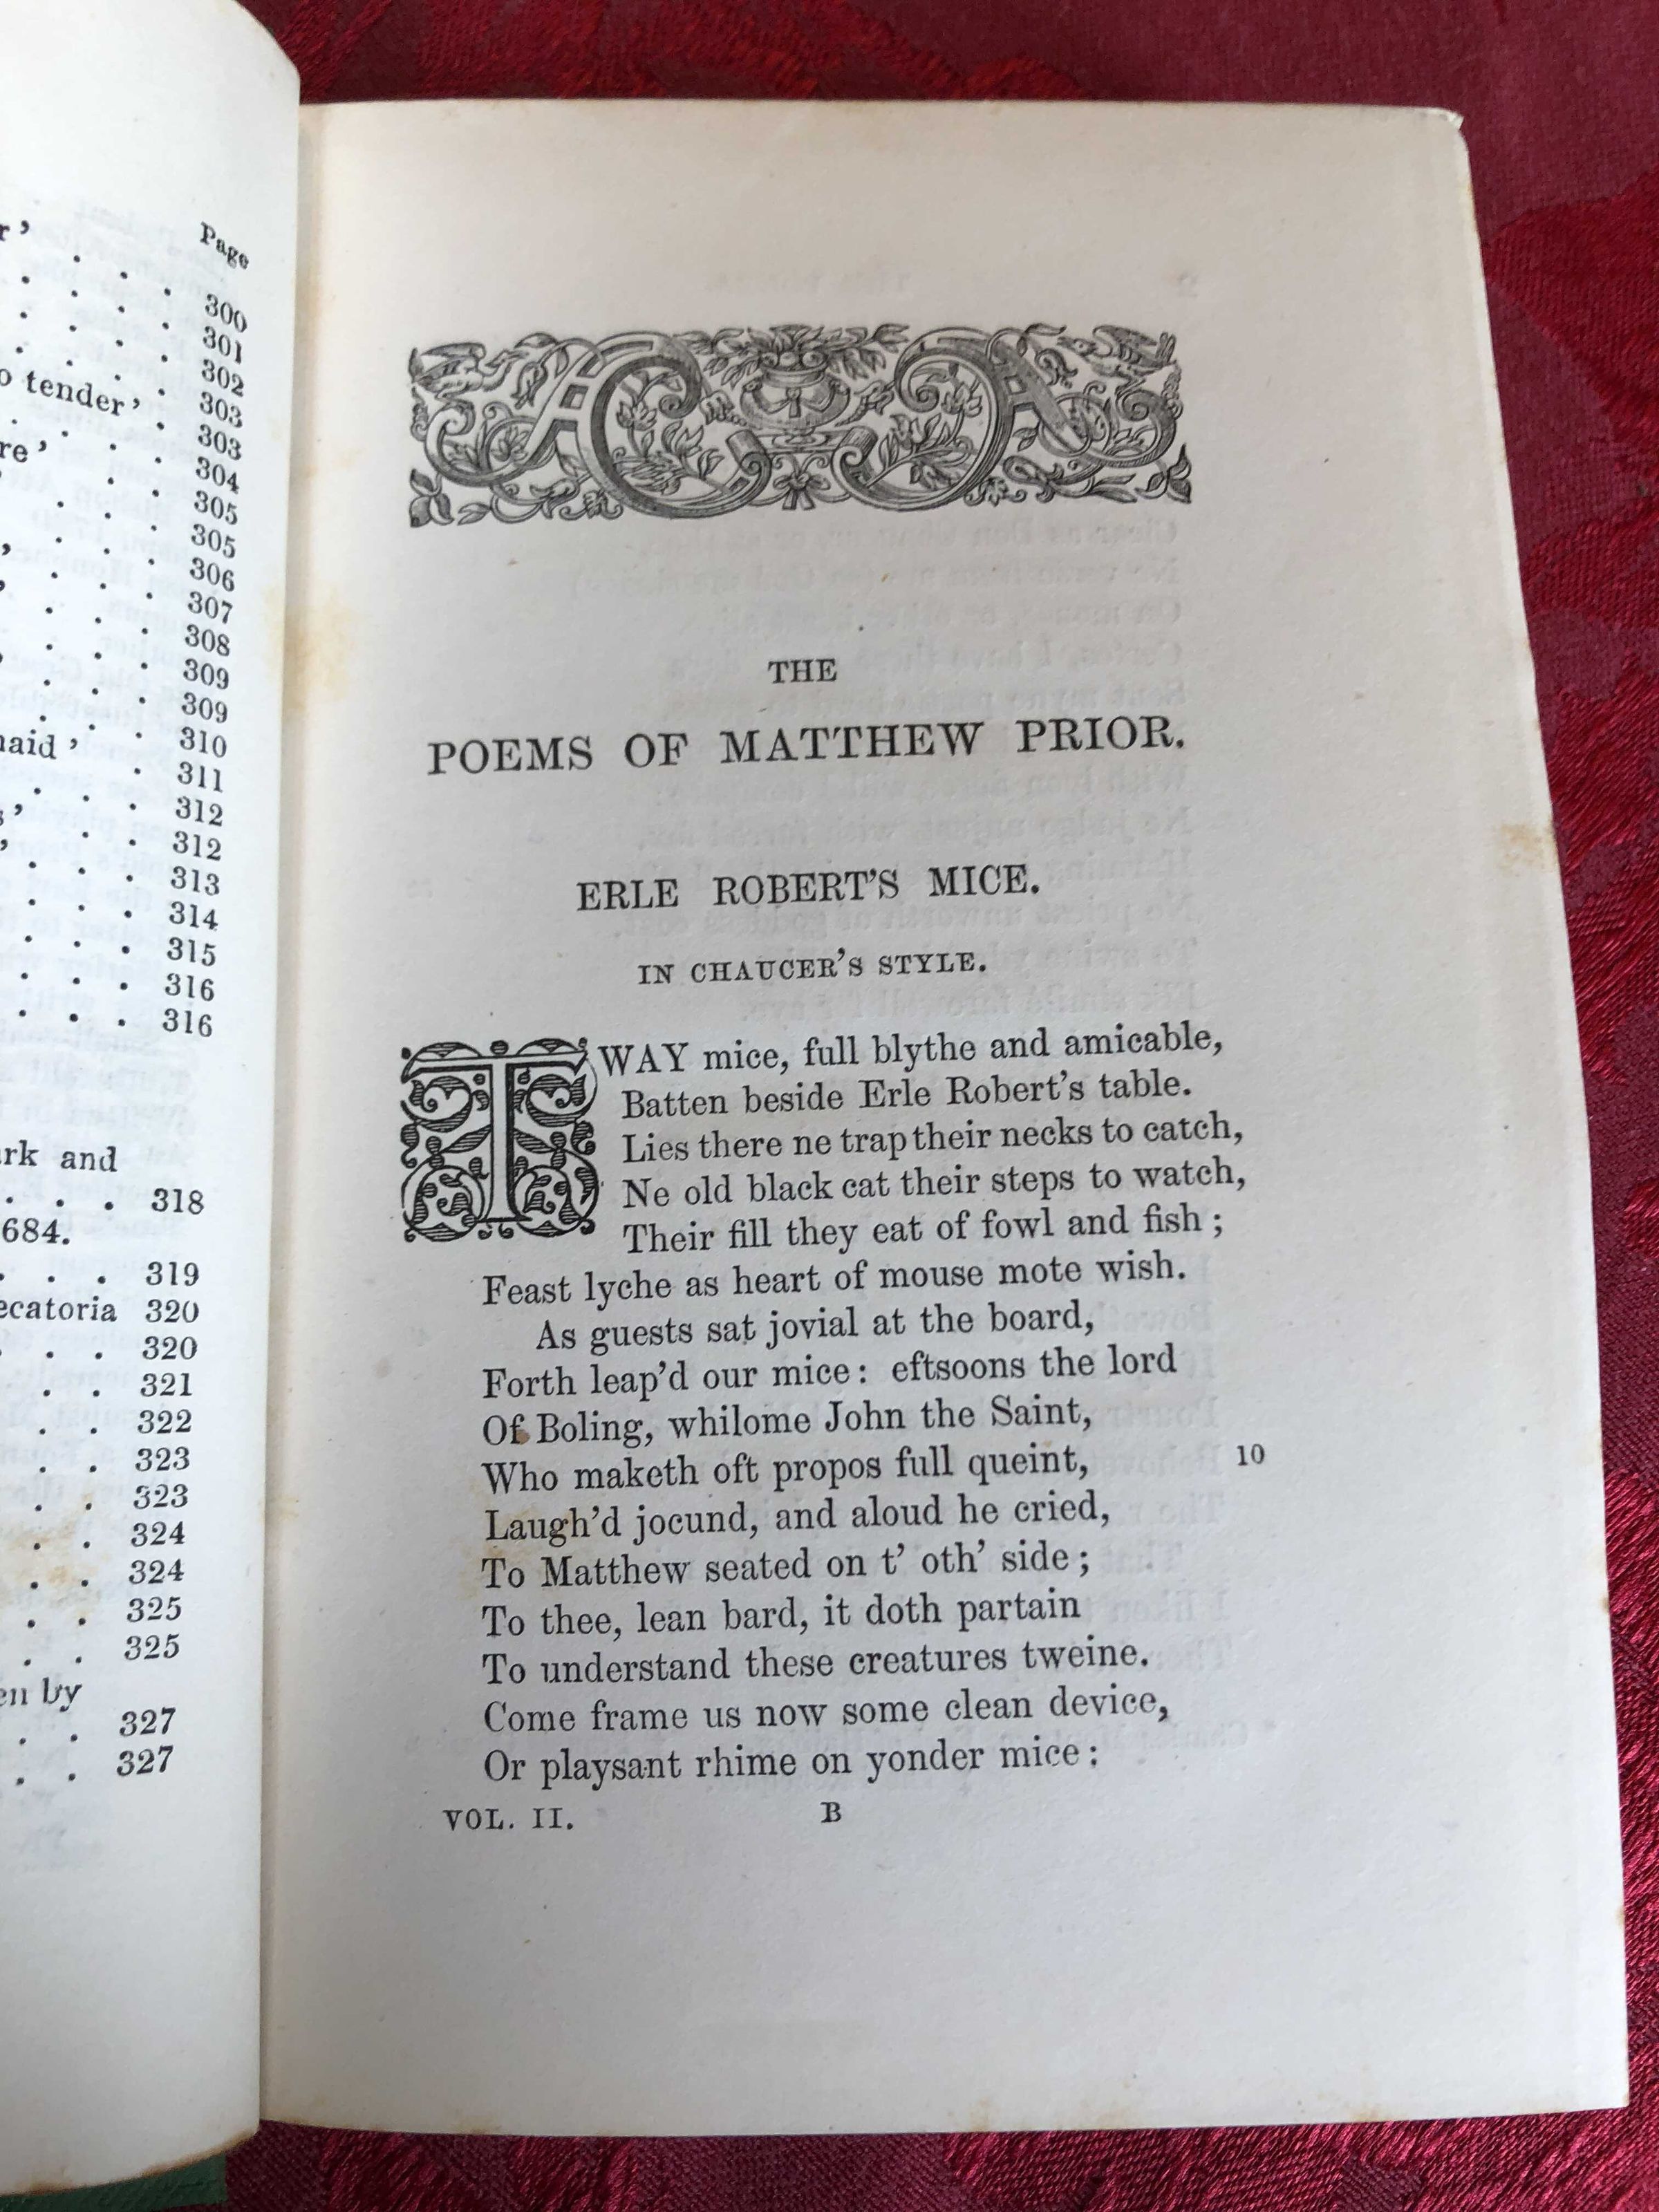 Page
300
301
302
o tender’ . 303
303
re’ . . 304
305
305
306
307
308
309
309
310
naid’ . 311
312
312
313
314
315
316
316
ark and
. . . 318
684.
. . . 319
ecatoria 320
. . . 320
. . 321
. . 322
. . 323
. . 323
. . 324
. . 324
. . 325
. . 325
en by
. . 327
. . 327
THE
POEMS OF MATTHEW PRIOR.
ERLE ROBERT’S MICE.
IN CHAUCER’S STYLE.
TWAY mice, full blythe and amicable,
Batten beside Erle Robert’s table.
Lies there ne trap their necks to catch,
Ne old black cat their steps to watch,
Their fill they eat of fowl and fish ;
Feast lyche as heart of mouse mote wish.
As guests sat jovial at the board,
Forth leap’d our mice : eftsoons the lord
Of Boling, whilome John the Saint,
Who maketh oft propos full queint, 10
Laugh’d jocund, and aloud he cried,
To Matthew seated on t’ oth’ side ;
To thee, lean bard, it doth partain
To understand these creatures tweine.
Come frame us now some clean device,
Or playsant rhime on yonder mice :
VOL. II. B